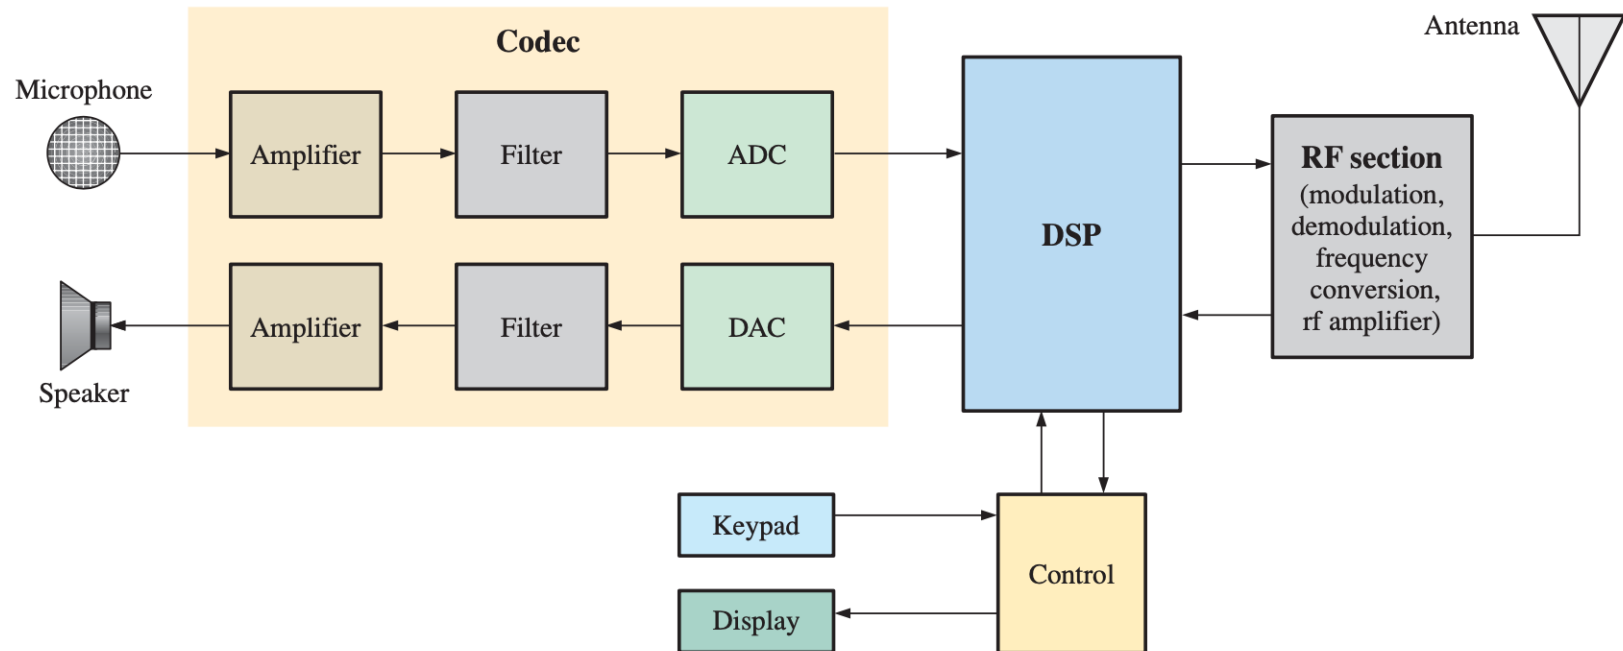 Codec
Antenna
Microphone
Amplifier
Filter
ADC
DSP
RF section
(modulation,
demodulation,
frequency
conversion,
rf amplifier)
Amplifier
Filter
DAC
Speaker
Keypad
Control
Display